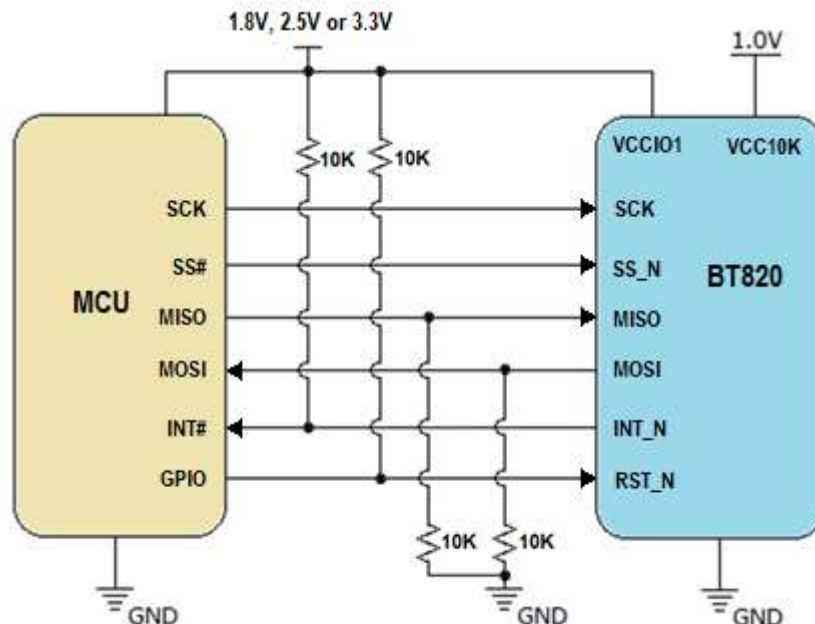 1.8V, 2.5V or 3.3V
1.0V
10K
10K
VCCIO1
VCC10K
SCK
SCK
SS#
SS_N
MCU
BT820
MISO
MISO
MOSI
MOSI
INT#
INT_N
GPIO
RST_N
10K
10K
GND
GND
GND